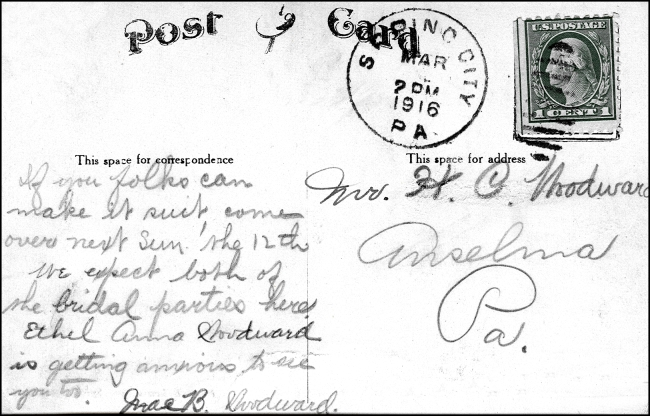 Post Card
SPRING CITY
MAR
2 PM
1916
PA.
U.S. POSTAGE
1 CENT 1
This space for correspondence
This space for address
If you folks can
make it suit come
over next Sun. the 12th
We expect both of
the bridal parties here
Ethel Anna Woodward
is getting anxious to see
you too.
Mae B. Woodward.
Mrs. H. C. Woodward
Anselma
Pa.